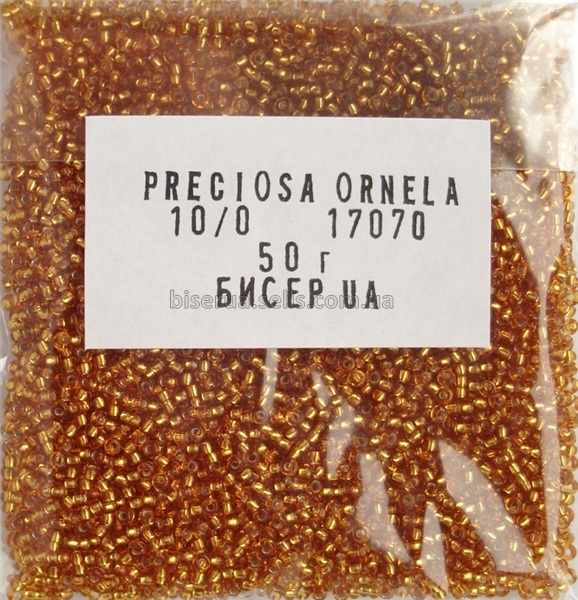 PRECIOSA ORNELA
10/0 17070
50 г
БИСЕР UA
biserua.sells.com.ua